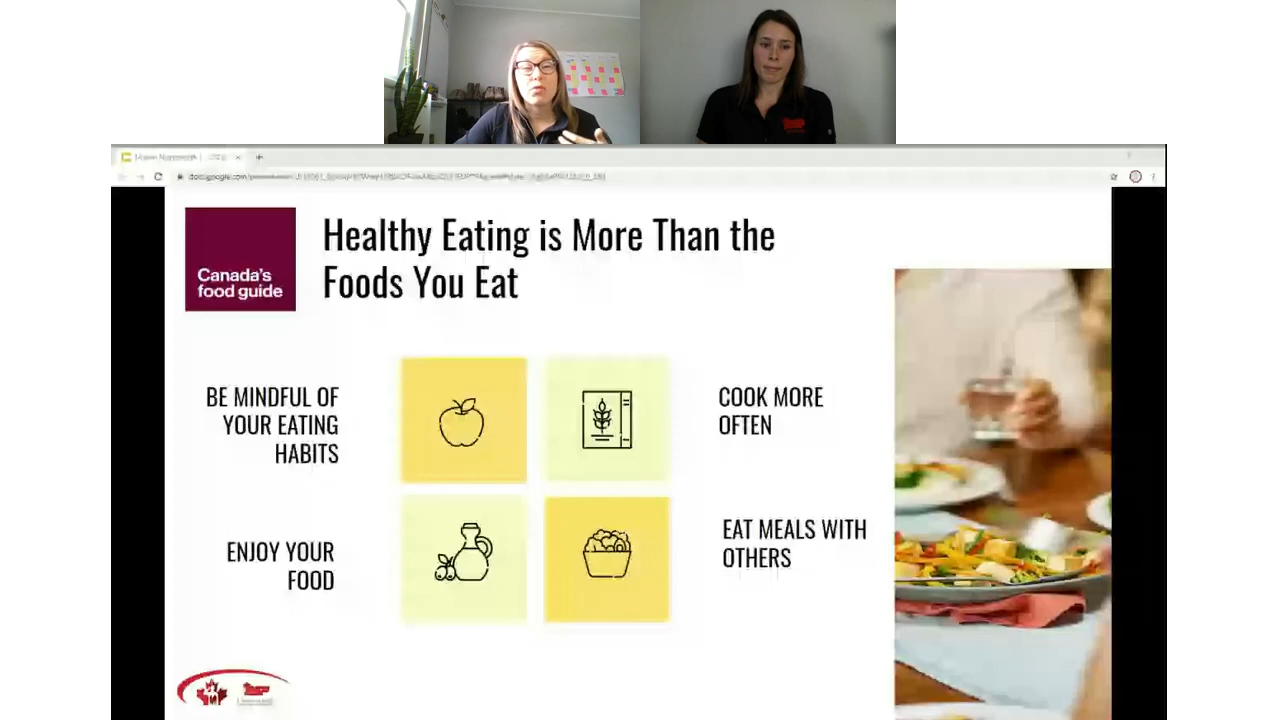 Healthy Eating is More Than the
Foods You Eat
Canada's
food guide
BE MINDFUL OF
YOUR EATING
HABITS
COOK MORE
OFTEN
ENJOY YOUR
FOOD
EAT MEALS WITH
OTHERS